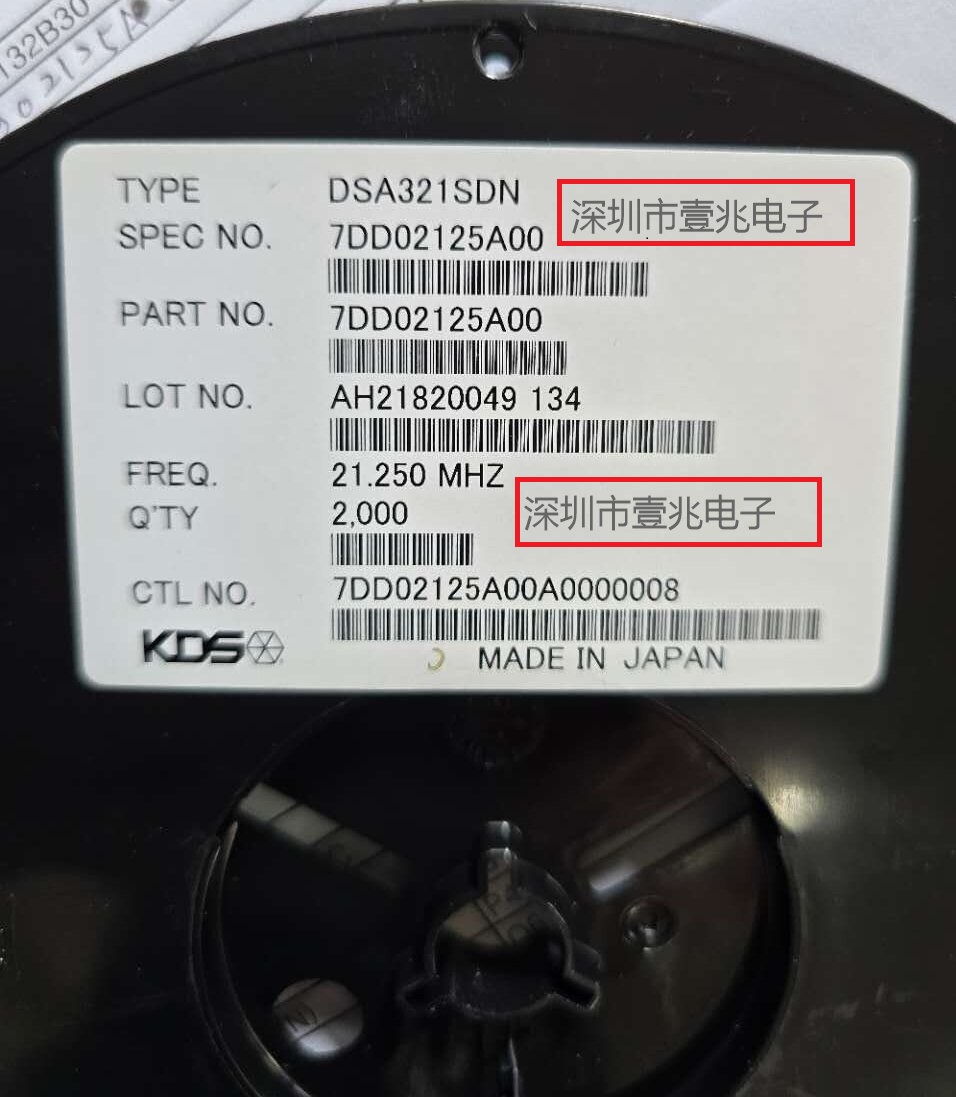 132B30
TYPE DSA321SDN
深圳市壹兆电子
SPEC NO. 7DD02125A00
PART NO. 7DD02125A00
LOT NO. AH21820049 134
FREQ. 21.250 MHZ
深圳市壹兆电子
Q'TY 2,000
CTL NO. 7DD02125A00A0000008
KDS
MADE IN JAPAN